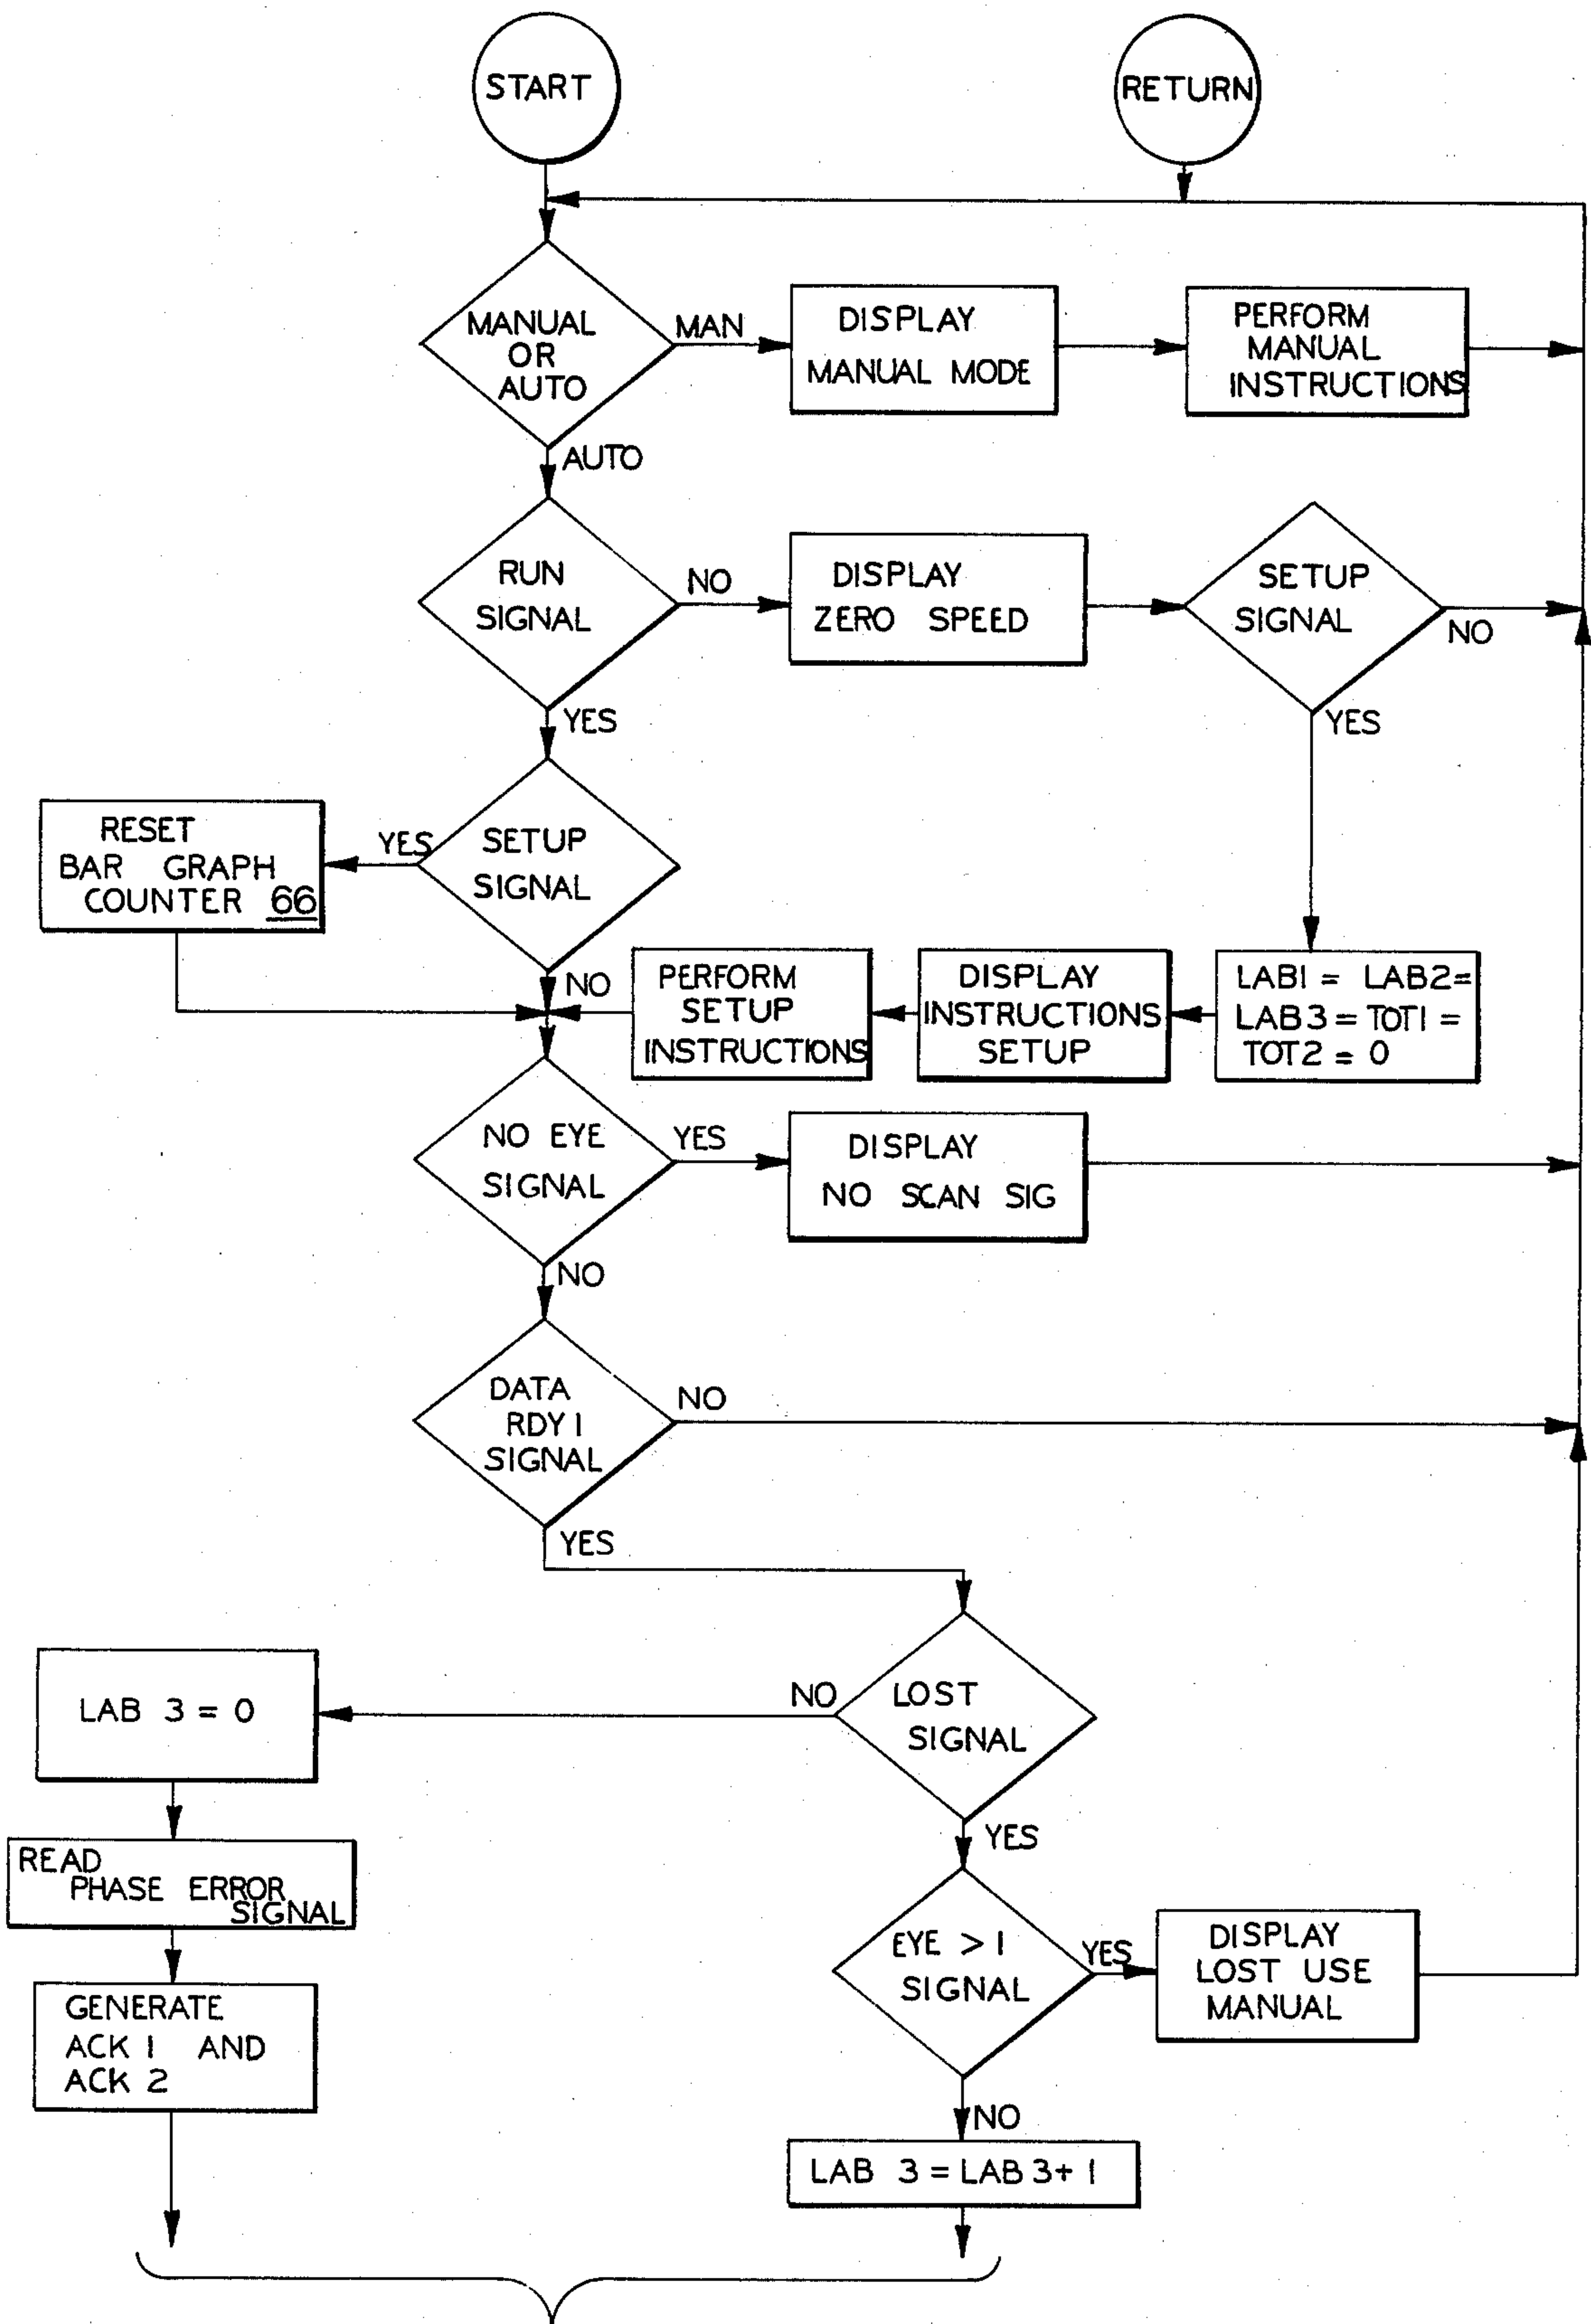 START
RETURN
MANUAL
OR
AUTO
MAN
DISPLAY
MANUAL MODE
PERFORM
MANUAL
INSTRUCTIONS
AUTO
RUN
SIGNAL
NO
DISPLAY
ZERO SPEED
SETUP
SIGNAL
NO
YES
YES
RESET
BAR GRAPH
COUNTER 66
YES
SETUP
SIGNAL
NO
PERFORM
SETUP
INSTRUCTIONS
DISPLAY
INSTRUCTIONS
SETUP
LAB1 = LAB2=
LAB3 = TOT1 =
TOT2 = 0
NO EYE
SIGNAL
YES
DISPLAY
NO SCAN SIG
NO
DATA
RDY1
SIGNAL
NO
YES
LAB 3 = 0
NO
LOST
SIGNAL
YES
READ
PHASE ERROR
SIGNAL
EYE > 1
SIGNAL
YES
DISPLAY
LOST USE
MANUAL
GENERATE
ACK 1 AND
ACK 2
NO
LAB 3 = LAB 3+ 1